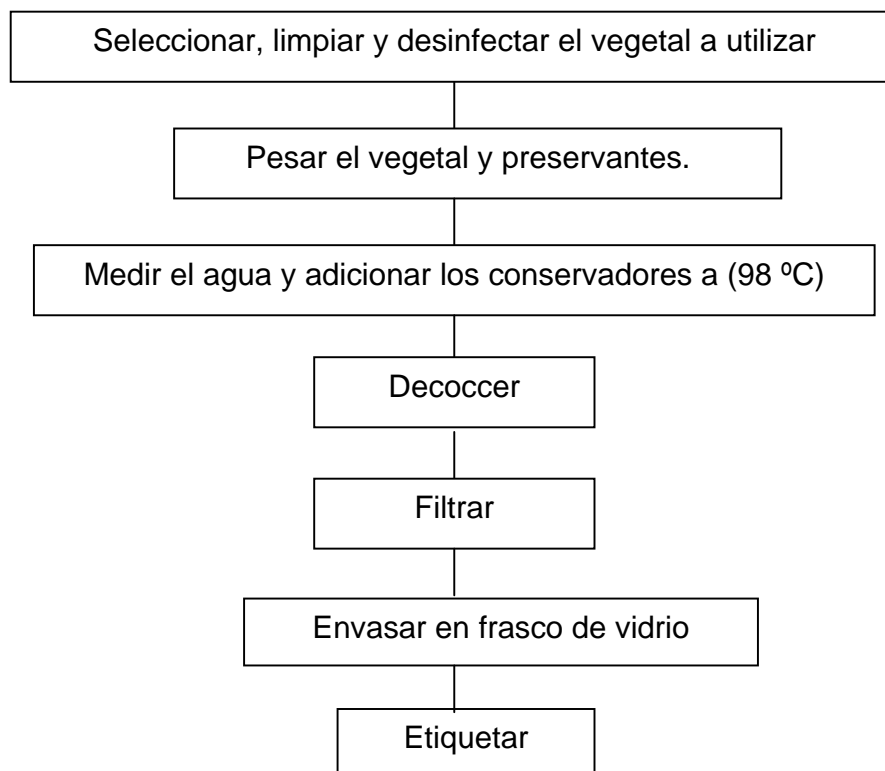 Seleccionar, limpiar y desinfectar el vegetal a utilizar
Pesar el vegetal y preservantes.
Medir el agua y adicionar los conservadores a (98 ºC)
Decoccer
Filtrar
Envasar en frasco de vidrio
Etiquetar